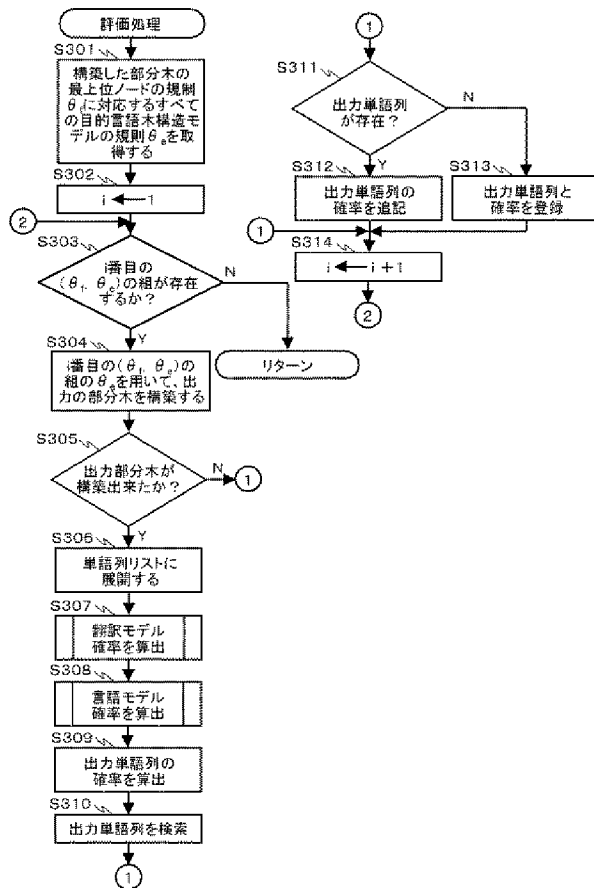 評価処理
S301
構築した部分木の
最上位ノードの規制
θfに対応するすべて
の目的言語木構造モ
デルの規則θeを取
得する
S302
i ← 1
2
S303
i番目の
(θf, θe)の組が存在
するか？
N
Y
リターン
S304
i番目の(θf, θe)の
組のθeを用いて、出
力の部分木を構築する
S305
出力部分木が
構築出来たか？
N
1
Y
S306
単語列リストに
展開する
S307
翻訳モデル
確率を算出
S308
言語モデル
確率を算出
S309
出力単語列の
確率を算出
S310
出力単語列を検索
1
1
S311
出力単語列
が存在？
N
Y
S312
出力単語列の
確率を追記
S313
出力単語列と
確率を登録
1
S314
i ← i + 1
2